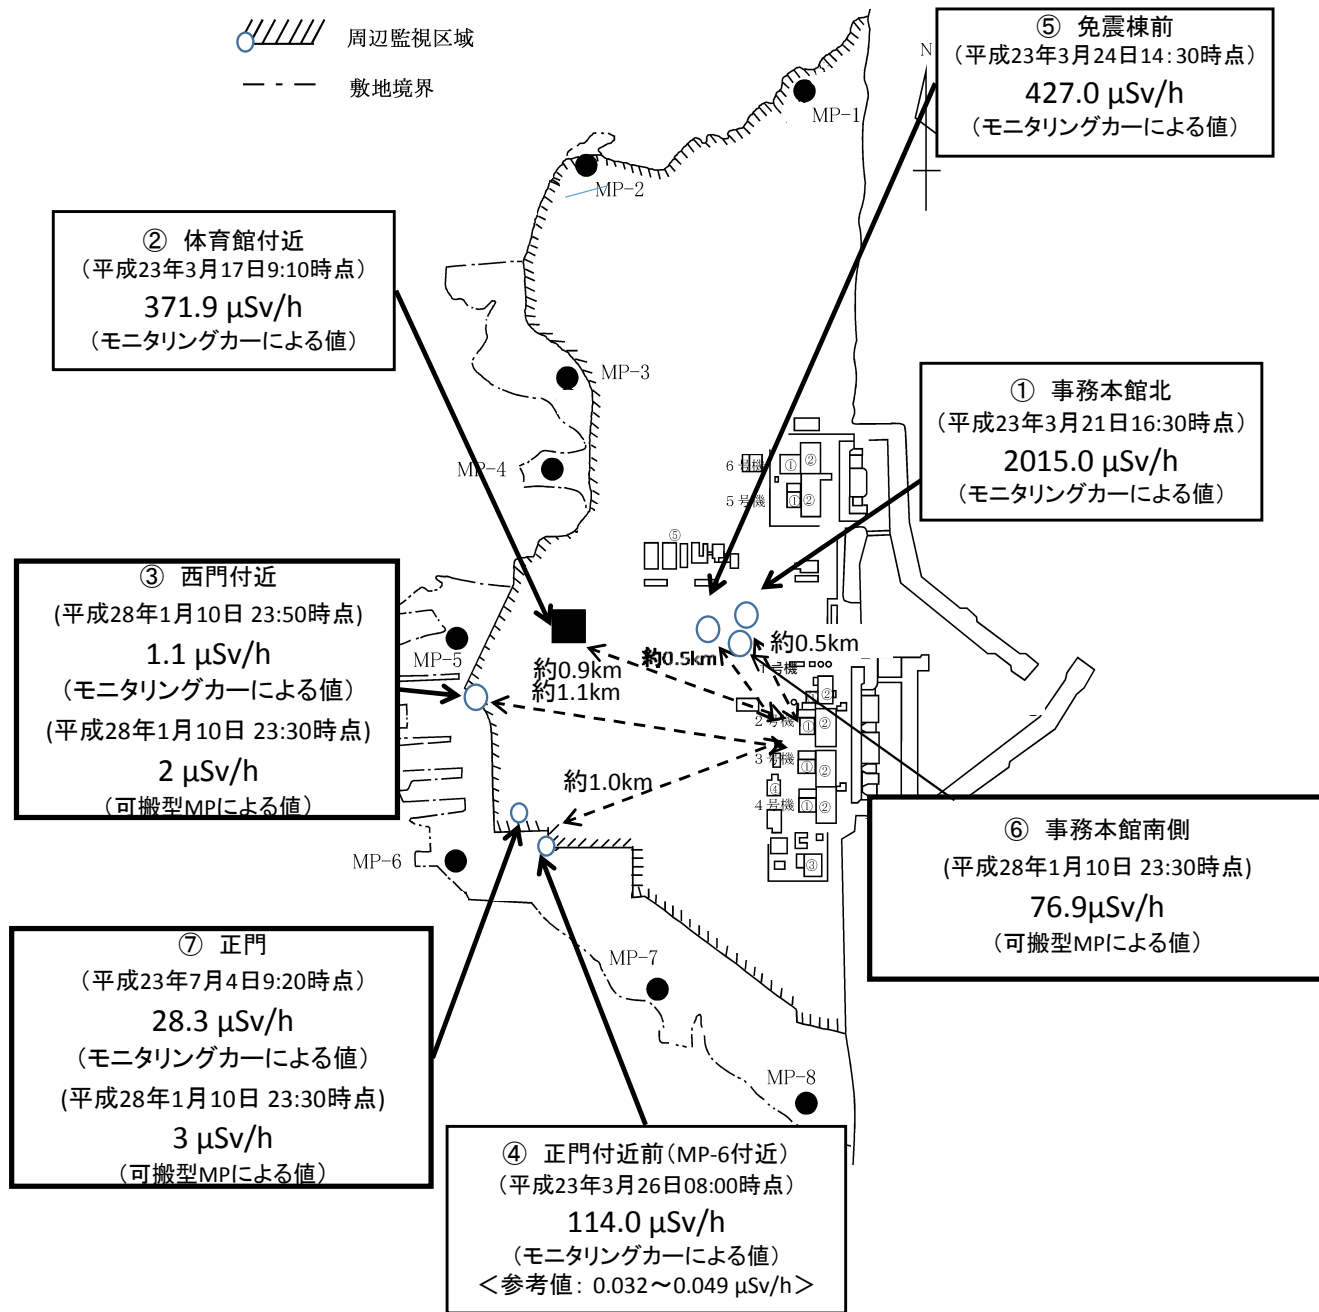 周辺監視区域
敷地境界
N
⑤ 免震棟前
(平成23年3月24日14:30時点)
427.0 μSv/h
(モニタリングカーによる値)
MP-1
MP-2
② 体育館付近
(平成23年3月17日9:10時点)
371.9 μSv/h
(モニタリングカーによる値)
MP-3
MP-4
① 事務本館北
(平成23年3月21日16:30時点)
2015.0 μSv/h
(モニタリングカーによる値)
6号機
①
②
5号機
①
②
⑤
③ 西門付近
(平成28年1月10日 23:50時点)
1.1 μSv/h
(モニタリングカーによる値)
(平成28年1月10日 23:30時点)
2 μSv/h
(可搬型MPによる値)
MP-5
約0.9km
約1.1km
約0.5km
約0.5km
1号機
②
2号機
①
②
3号機
①
②
④
4号機
①
②
③
約1.0km
MP-6
⑥ 事務本館南側
(平成28年1月10日 23:30時点)
76.9μSv/h
(可搬型MPによる値)
⑦ 正門
(平成23年7月4日9:20時点)
28.3 μSv/h
(モニタリングカーによる値)
(平成28年1月10日 23:30時点)
3 μSv/h
(可搬型MPによる値)
MP-7
MP-8
④ 正門付近前(MP-6付近)
(平成23年3月26日08:00時点)
114.0 μSv/h
(モニタリングカーによる値)
<参考値: 0.032~0.049 μSv/h>